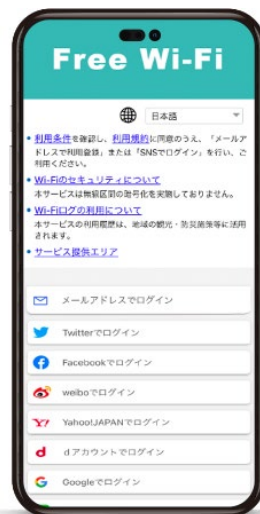 Free Wi-Fi
日本語
・利用条件を確認し、利用規約に同意のうえ、「メールア
ドレスで利用登録」または「SNSでログイン」を行い、ご
利用ください。
・Wi-Fiのセキュリティについて
本サービスは無線区間の暗号化を実施しておりません。
・Wi-Fiログの利用について
本サービスの利用履歴は、地域の観光・防災施策等に活用
されます。
・サービス提供エリア
メールアドレスでログイン
Twitterでログイン
Facebookでログイン
weiboでログイン
Y! Yahoo!JAPANでログイン
d dアカウントでログイン
G Googleでログイン